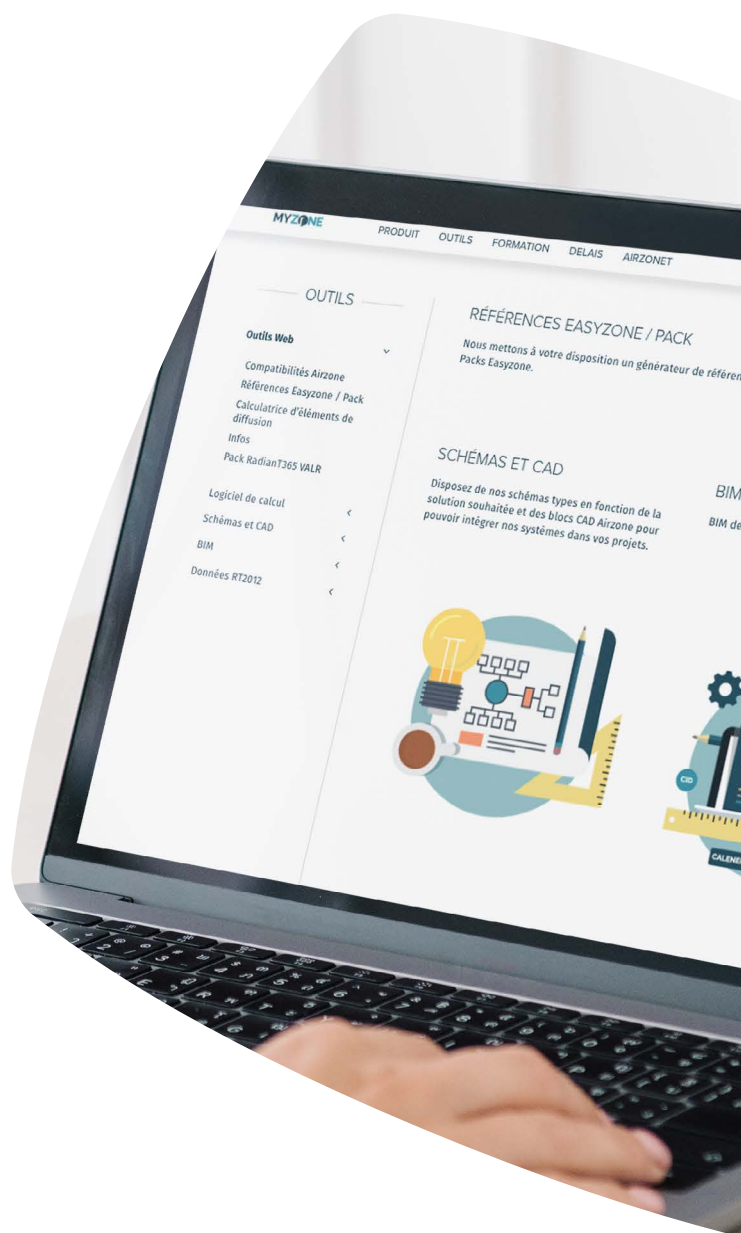 MYZONE
PRODUIT OUTILS FORMATION DELAIS AIRZONET
OUTILS
Outils Web
Compatibilités Airzone
Références Easyzone / Pack
Calculatrice d'éléments de
diffusion
Infos
Pack RadianT365 VALR
Logiciel de calcul
Schémas et CAD
BIM
Données RT2012
RÉFÉRENCES EASYZONE / PACK
Nous mettons à votre disposition un générateur de référen
Packs Easyzone.
SCHÉMAS ET CAD
Disposez de nos schémas types en fonction de la
solution souhaitée et des blocs CAD Airzone pour
pouvoir intégrer nos systèmes dans vos projets.
BIM
BIM de
CID
CALENE